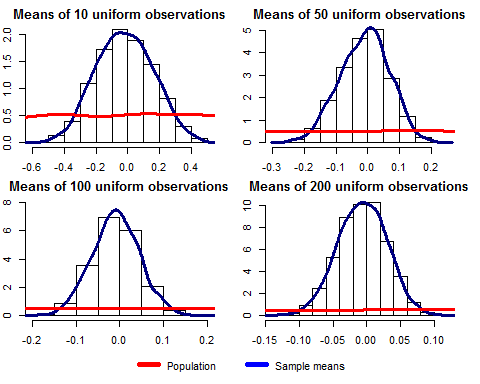 Means of 10 uniform observations
2.0
1.5
1.0
0.5
0.0
-0.6 -0.4 -0.2 0.0 0.2 0.4
Means of 50 uniform observations
5
4
3
2
1
0
-0.3 -0.2 -0.1 0.0 0.1 0.2
Means of 100 uniform observations
8
6
4
2
0
-0.2 -0.1 0.0 0.1 0.2
Means of 200 uniform observations
10
8
6
4
2
0
-0.15 -0.10 -0.05 0.00 0.05 0.10
Population Sample means